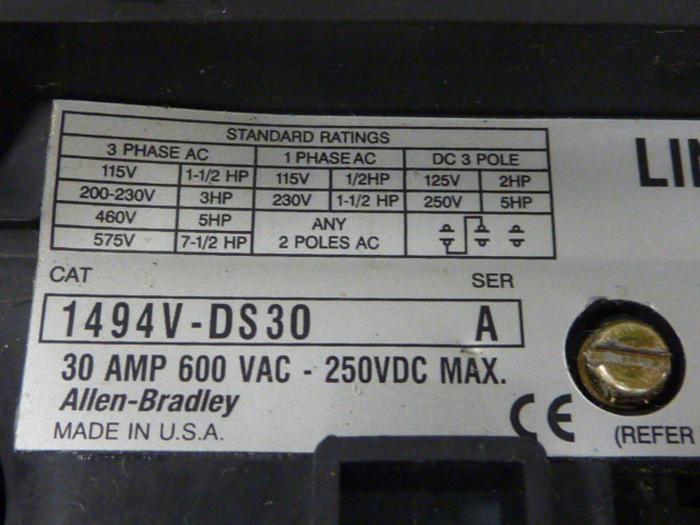 STANDARD RATINGS
3 PHASE AC 1 PHASE AC DC 3 POLE
115V 1-1/2 HP 115V 1/2HP 125V 2HP
200-230V 3HP 230V 1-1/2 HP 250V 5HP
460V 5HP ANY
575V 7-1/2 HP 2 POLES AC
LIN
CAT SER
1494V-DS30 A
30 AMP 600 VAC - 250VDC MAX.
Allen-Bradley
MADE IN U.S.A.
CE
(REFER